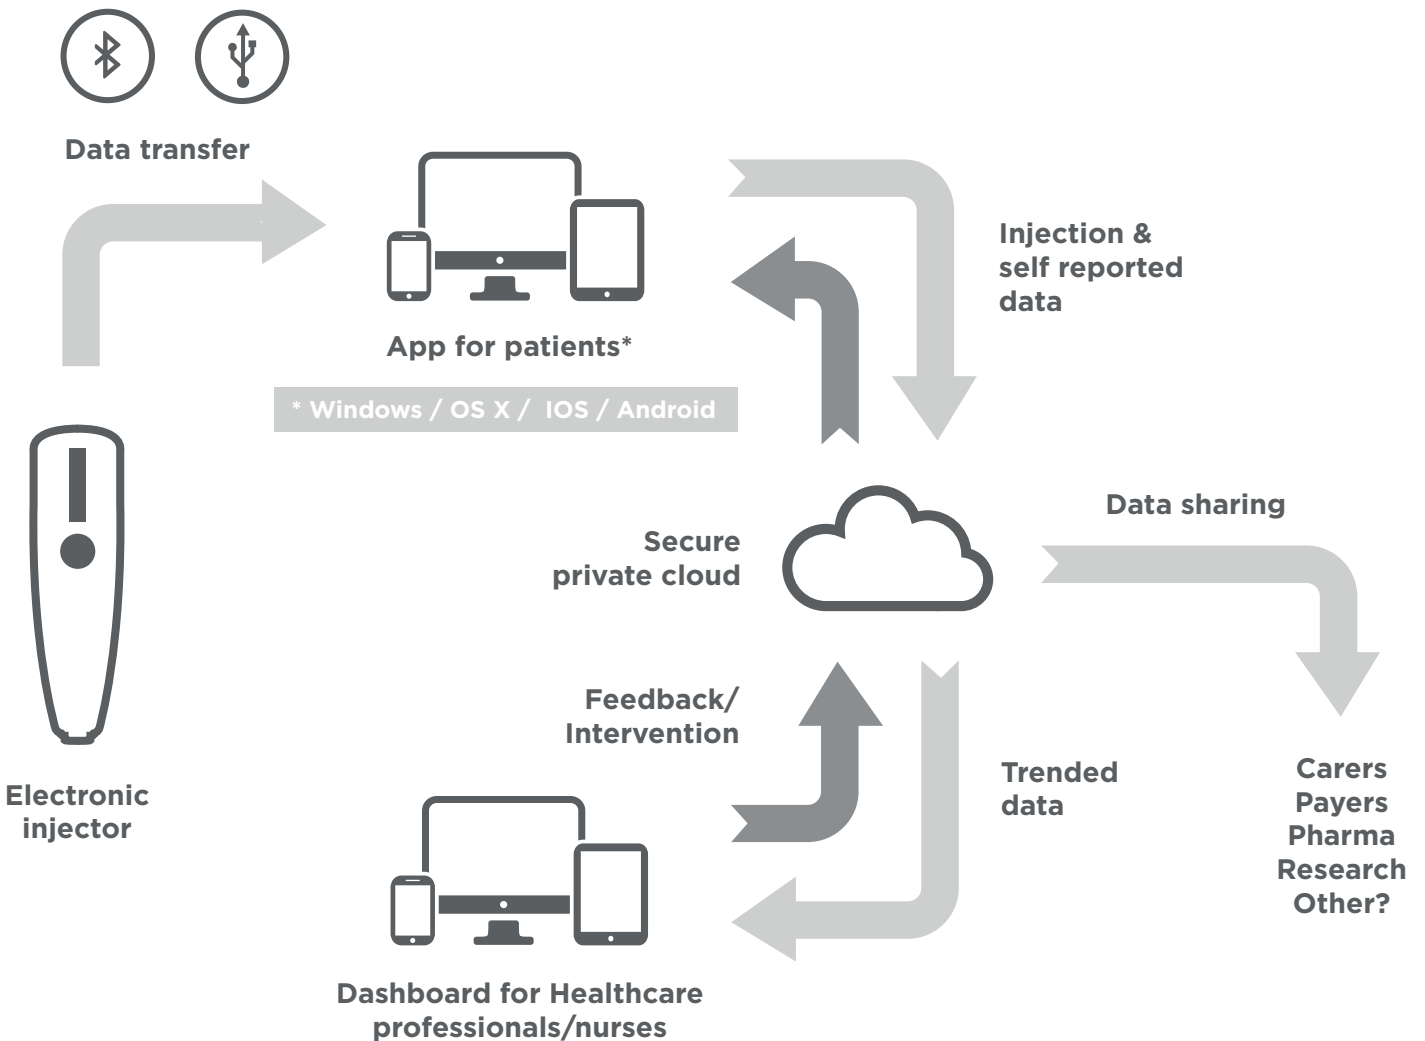 Data transfer
App for patients*
* Windows / OS X / IOS / Android
Injection &
self reported
data
Electronic
injector
Secure
private cloud
Data sharing
Feedback/
Intervention
Trended
data
Carers
Payers
Pharma
Research
Other?
Dashboard for Healthcare
professionals/nurses